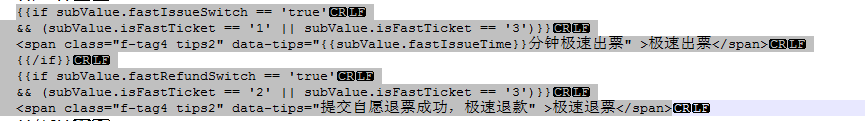 {{if subValue.fastIssueSwitch == 'true'CRLF
&& (subValue.isFastTicket == '1' || subValue.isFastTicket == '3')}}CRLF
<span class="f-tag4 tips2" data-tips="{{subValue.fastIssueTime}}分钟极速出票" >极速出票</span>CRLF
{{/if}}CRLF
{{if subValue.fastRefundSwitch == 'true'CRLF
&& (subValue.isFastTicket == '2' || subValue.isFastTicket == '3')}}CRLF
<span class="f-tag4 tips2" data-tips="提交自愿退票成功，极速退款" >极速退票</span>CRLF